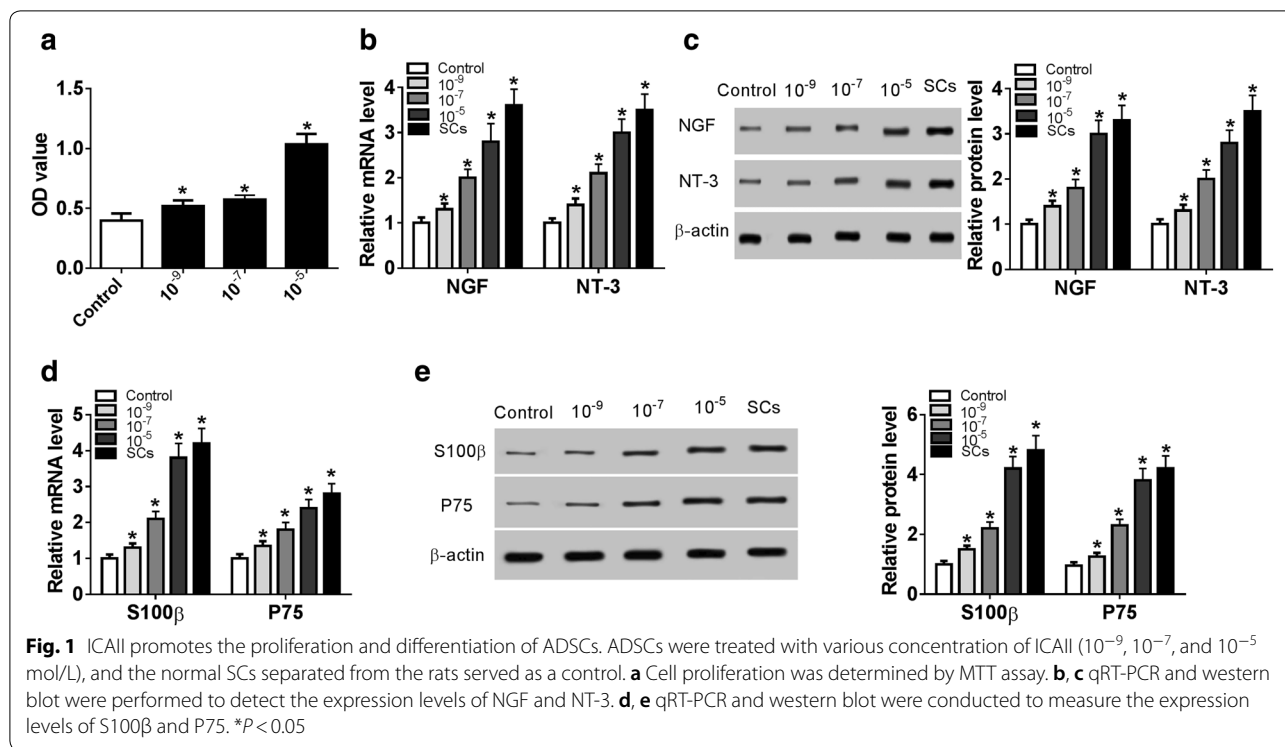 a
OD value
1.5
1.0
0.5
0.0
*
*
*
Control
10⁻⁹
10⁻⁷
10⁻⁵
b
Relative mRNA level
Control
10⁻⁹
10⁻⁷
10⁻⁵
SCs
4
3
2
1
0
* * * *
* * * *
NGF NT-3
c
Control 10⁻⁹ 10⁻⁷ 10⁻⁵ SCs
NGF
NT-3
β-actin
Relative protein level
Control
10⁻⁹
10⁻⁷
10⁻⁵
SCs
4
3
2
1
0
* * * *
* * * *
NGF NT-3
d
Relative mRNA level
Control
10⁻⁹
10⁻⁷
10⁻⁵
SCs
5
4
3
2
1
0
* * * *
* * * *
S100β P75
e
Control 10⁻⁹ 10⁻⁷ 10⁻⁵ SCs
S100β
P75
β-actin
Relative protein level
Control
10⁻⁹
10⁻⁷
10⁻⁵
SCs
6
4
2
0
* * * *
* * * *
S100β P75
Fig. 1 ICAII promotes the proliferation and differentiation of ADSCs. ADSCs were treated with various concentration of ICAII (10⁻⁹, 10⁻⁷, and 10⁻⁵
mol/L), and the normal SCs separated from the rats served as a control. a Cell proliferation was determined by MTT assay. b, c qRT-PCR and western
blot were performed to detect the expression levels of NGF and NT-3. d, e qRT-PCR and western blot were conducted to measure the expression
levels of S100β and P75. *P < 0.05